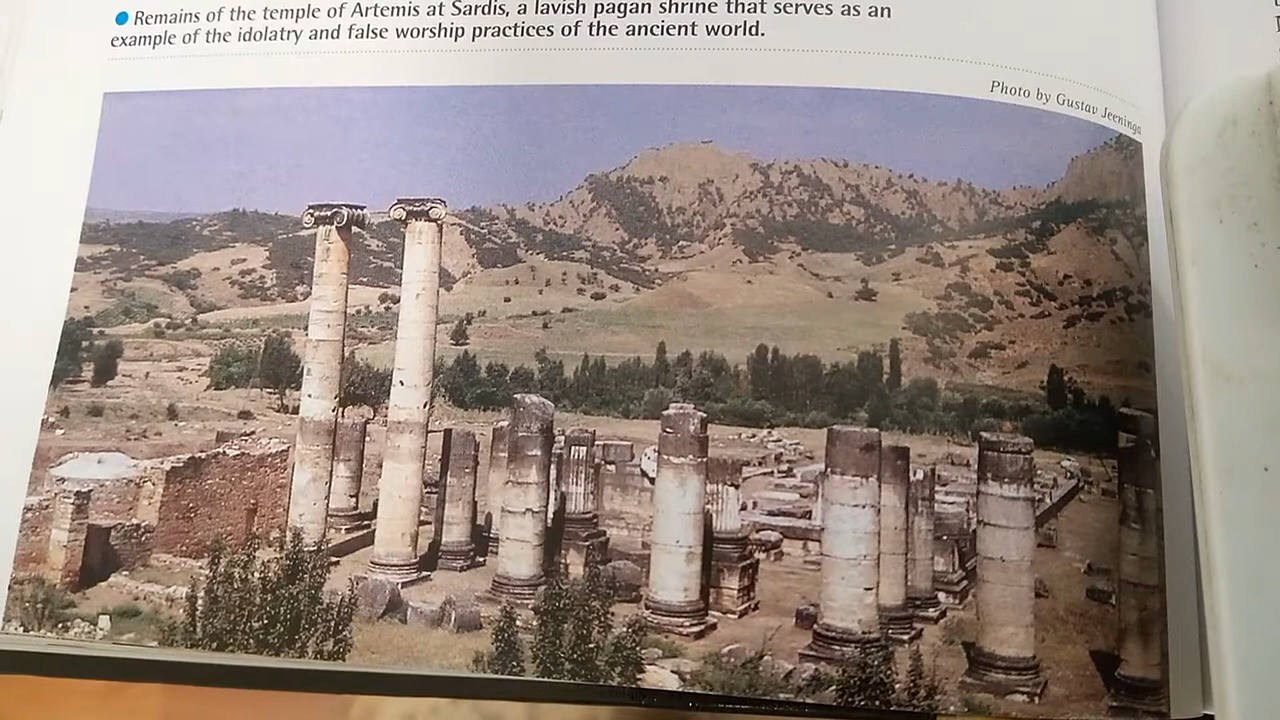 Remains of the temple of Artemis at Sardis, a lavish pagan shrine that serves as an
example of the idolatry and false worship practices of the ancient world.
Photo by Gustav Jeeninga